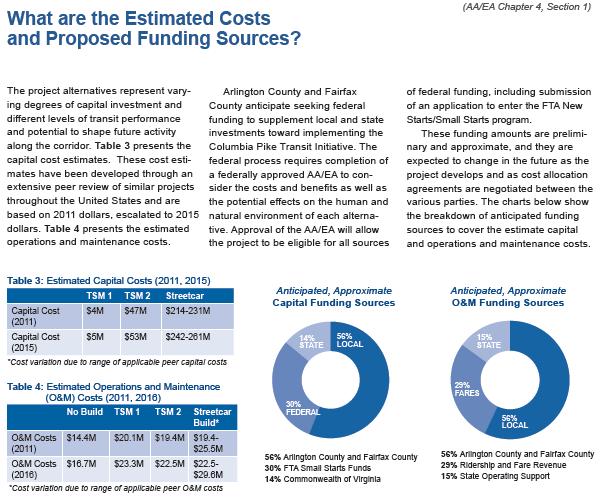 (AA/EA Chapter 4, Section 1)
What are the Estimated Costs
and Proposed Funding Sources?
The project alternatives represent vary-
ing degrees of capital investment and
different levels of transit performance
and potential to shape future activity
along the corridor. Table 3 presents the
capital cost estimates. These cost esti-
mates have been developed through an
extensive peer review of similar projects
throughout the United States and are
based on 2011 dollars, escalated to 2015
dollars. Table 4 presents the estimated
operations and maintenance costs.
Arlington County and Fairfax
County anticipate seeking federal
funding to supplement local and state
investments toward implementing the
Columbia Pike Transit Initiative. The
federal process requires completion of
a federally approved AA/EA to con-
sider the costs and benefits as well as
the potential effects on the human and
natural environment of each alterna-
tive. Approval of the AA/EA will allow
the project to be eligible for all sources
of federal funding, including submission
of an application to enter the FTA New
Starts/Small Starts program.
These funding amounts are prelimi-
nary and approximate, and they are
expected to change in the future as the
project develops and as cost allocation
agreements are negotiated between the
various parties. The charts below show
the breakdown of anticipated funding
sources to cover the estimate capital
and operations and maintenance costs.
Table 3: Estimated Capital Costs (2011, 2015)
TSM 1 TSM 2 Streetcar
Capital Cost $4M $47M $214-231M
(2011)
Capital Cost $5M $53M $242-261M
(2015)
*Cost variation due to range of applicable peer capital costs
Table 4: Estimated Operations and Maintenance
(O&M) Costs (2011, 2016)
No Build TSM 1 TSM 2 Streetcar
Build*
O&M Costs $14.4M $20.1M $19.4M $19.4-
(2011) $25.5M
O&M Costs $16.7M $23.3M $22.5M $22.5-
(2016) $29.6M
*Cost variation due to range of applicable peer O&M costs
Anticipated, Approximate
Capital Funding Sources
14%
STATE
56%
LOCAL
30%
FEDERAL
56% Arlington County and Fairfax County
30% FTA Small Starts Funds
14% Commonwealth of Virginia
Anticipated, Approximate
O&M Funding Sources
15%
STATE
29%
FARES
56%
LOCAL
56% Arlington County and Fairfax County
29% Ridership and Fare Revenue
15% State Operating Support